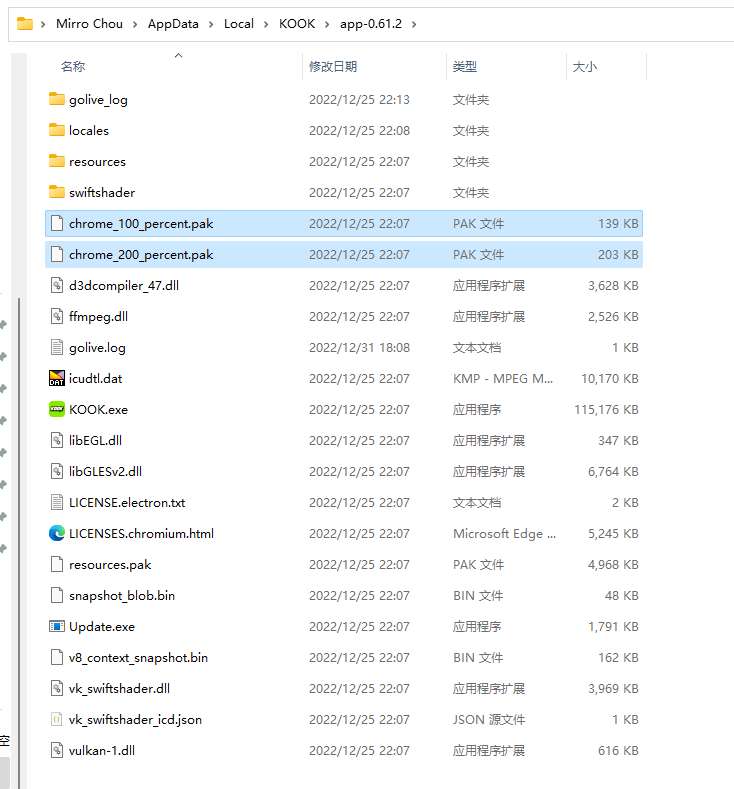 Mirro Chou > AppData > Local > KOOK > app-0.61.2 >
名称 修改日期 类型 大小
golive_log 2022/12/25 22:13 文件夹
locales 2022/12/25 22:08 文件夹
resources 2022/12/25 22:07 文件夹
swiftshader 2022/12/25 22:07 文件夹
chrome_100_percent.pak 2022/12/25 22:07 PAK 文件 139 KB
chrome_200_percent.pak 2022/12/25 22:07 PAK 文件 203 KB
d3dcompiler_47.dll 2022/12/25 22:07 应用程序扩展 3,628 KB
ffmpeg.dll 2022/12/25 22:07 应用程序扩展 2,526 KB
golive.log 2022/12/31 18:08 文本文档 1 KB
DAT icudtl.dat 2022/12/25 22:07 KMP - MPEG M... 10,170 KB
KOOK.exe 2022/12/25 22:07 应用程序 115,176 KB
libEGL.dll 2022/12/25 22:07 应用程序扩展 347 KB
libGLESv2.dll 2022/12/25 22:07 应用程序扩展 6,764 KB
LICENSE.electron.txt 2022/12/25 22:07 文本文档 2 KB
LICENSES.chromium.html 2022/12/25 22:07 Microsoft Edge ... 5,245 KB
resources.pak 2022/12/25 22:07 PAK 文件 4,968 KB
snapshot_blob.bin 2022/12/25 22:07 BIN 文件 48 KB
Update.exe 2022/12/25 22:07 应用程序 1,791 KB
v8_context_snapshot.bin 2022/12/25 22:07 BIN 文件 162 KB
vk_swiftshader.dll 2022/12/25 22:07 应用程序扩展 3,969 KB
vk_swiftshader_icd.json 2022/12/25 22:07 JSON 源文件 1 KB
空
vulkan-1.dll 2022/12/25 22:07 应用程序扩展 616 KB